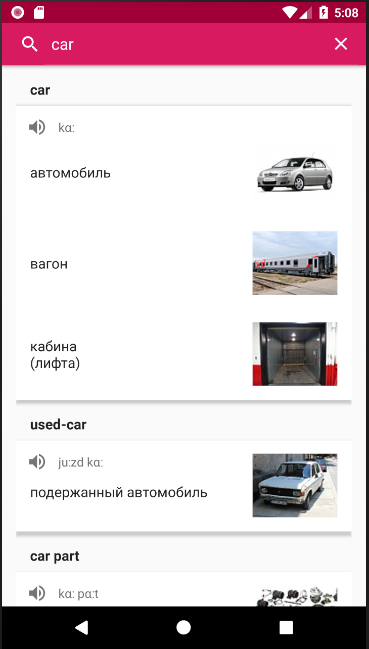 5:08
car
car
kɑː
автомобиль
вагон
кабина
(лифта)
used-car
juːzd kɑː
подержанный автомобиль
car part
kɑː pɑːt